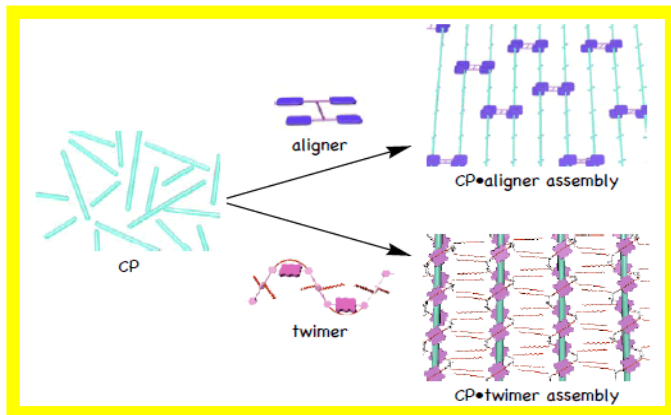 aligner
CP●aligner assembly
CP
twimer
CP●twimer assembly